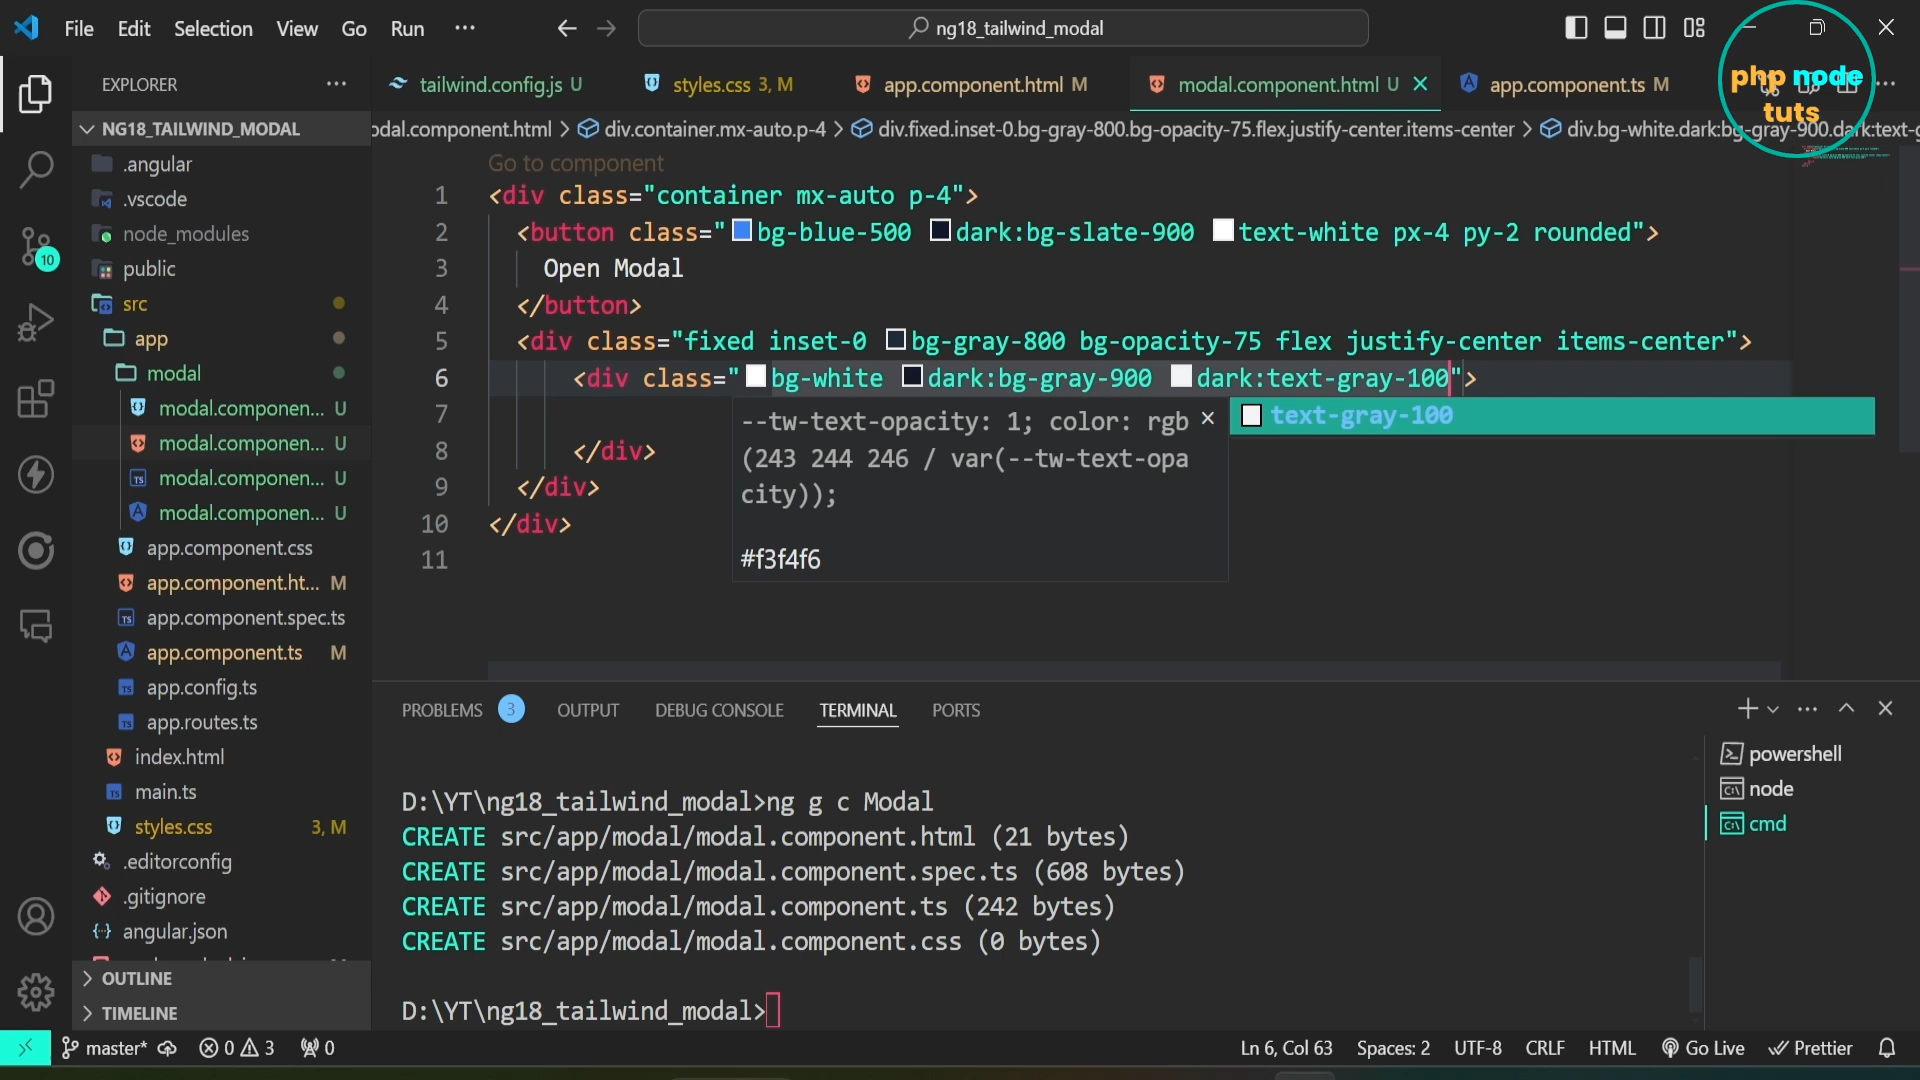 File Edit Selection View Go Run ··· ng18_tailwind_modal
php node
tuts
EXPLORER ···
tailwind.config.js U styles.css 3, M app.component.html M modal.component.html U app.component.ts M
NG18_TAILWIND_MODAL
odal.component.html > div.container.mx-auto.p-4 > div.fixed.inset-0.bg-gray-800.bg-opacity-75.flex.justify-center.items-center > div.bg-white.dark:bg-gray-900.dark:text-g
.angular
.vscode
node_modules
public
src
app
modal
modal.componen... U
modal.componen... U
modal.componen... U
modal.componen... U
app.component.css
app.component.ht... M
app.component.spec.ts
app.component.ts M
app.config.ts
app.routes.ts
index.html
main.ts
styles.css 3, M
.editorconfig
.gitignore
angular.json
OUTLINE
TIMELINE
10
Go to component
1 <div class="container mx-auto p-4">
2 <button class="bg-blue-500 dark:bg-slate-900 text-white px-4 py-2 rounded">
3 Open Modal
4 </button>
5 <div class="fixed inset-0 bg-gray-800 bg-opacity-75 flex justify-center items-center">
6 <div class="bg-white dark:bg-gray-900 dark:text-gray-100">
7
8 </div>
9 </div>
10 </div>
11
--tw-text-opacity: 1; color: rgb
(243 244 246 / var(--tw-text-opa
city));
#f3f4f6
text-gray-100
PROBLEMS 3 OUTPUT DEBUG CONSOLE TERMINAL PORTS
D:\YT\ng18_tailwind_modal>ng g c Modal
CREATE src/app/modal/modal.component.html (21 bytes)
CREATE src/app/modal/modal.component.spec.ts (608 bytes)
CREATE src/app/modal/modal.component.ts (242 bytes)
CREATE src/app/modal/modal.component.css (0 bytes)
D:\YT\ng18_tailwind_modal>
powershell
node
cmd
master* 0 3 0 Ln 6, Col 63 Spaces: 2 UTF-8 CRLF HTML Go Live Prettier